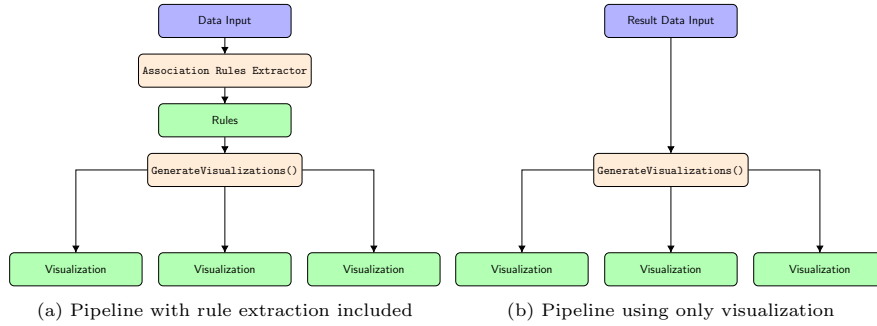 Data Input
Association Rules Extractor
Rules
GenerateVisualizations()
Visualization
Visualization
Visualization
(a) Pipeline with rule extraction included
Result Data Input
GenerateVisualizations()
Visualization
Visualization
Visualization
(b) Pipeline using only visualization